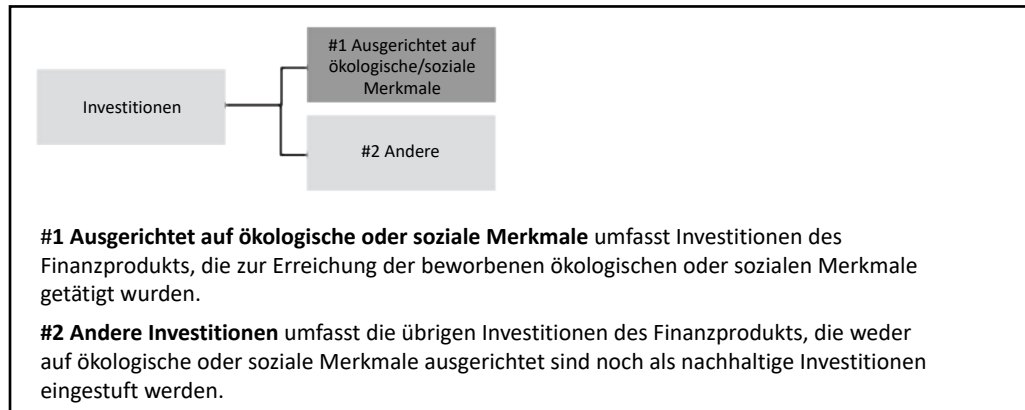 #1 Ausgerichtet auf
ökologische/soziale
Merkmale
Investitionen
#2 Andere
#1 Ausgerichtet auf ökologische oder soziale Merkmale umfasst Investitionen des
Finanzprodukts, die zur Erreichung der beworbenen ökologischen oder sozialen Merkmale
getätigt wurden.
#2 Andere Investitionen umfasst die übrigen Investitionen des Finanzprodukts, die weder
auf ökologische oder soziale Merkmale ausgerichtet sind noch als nachhaltige Investitionen
eingestuft werden.